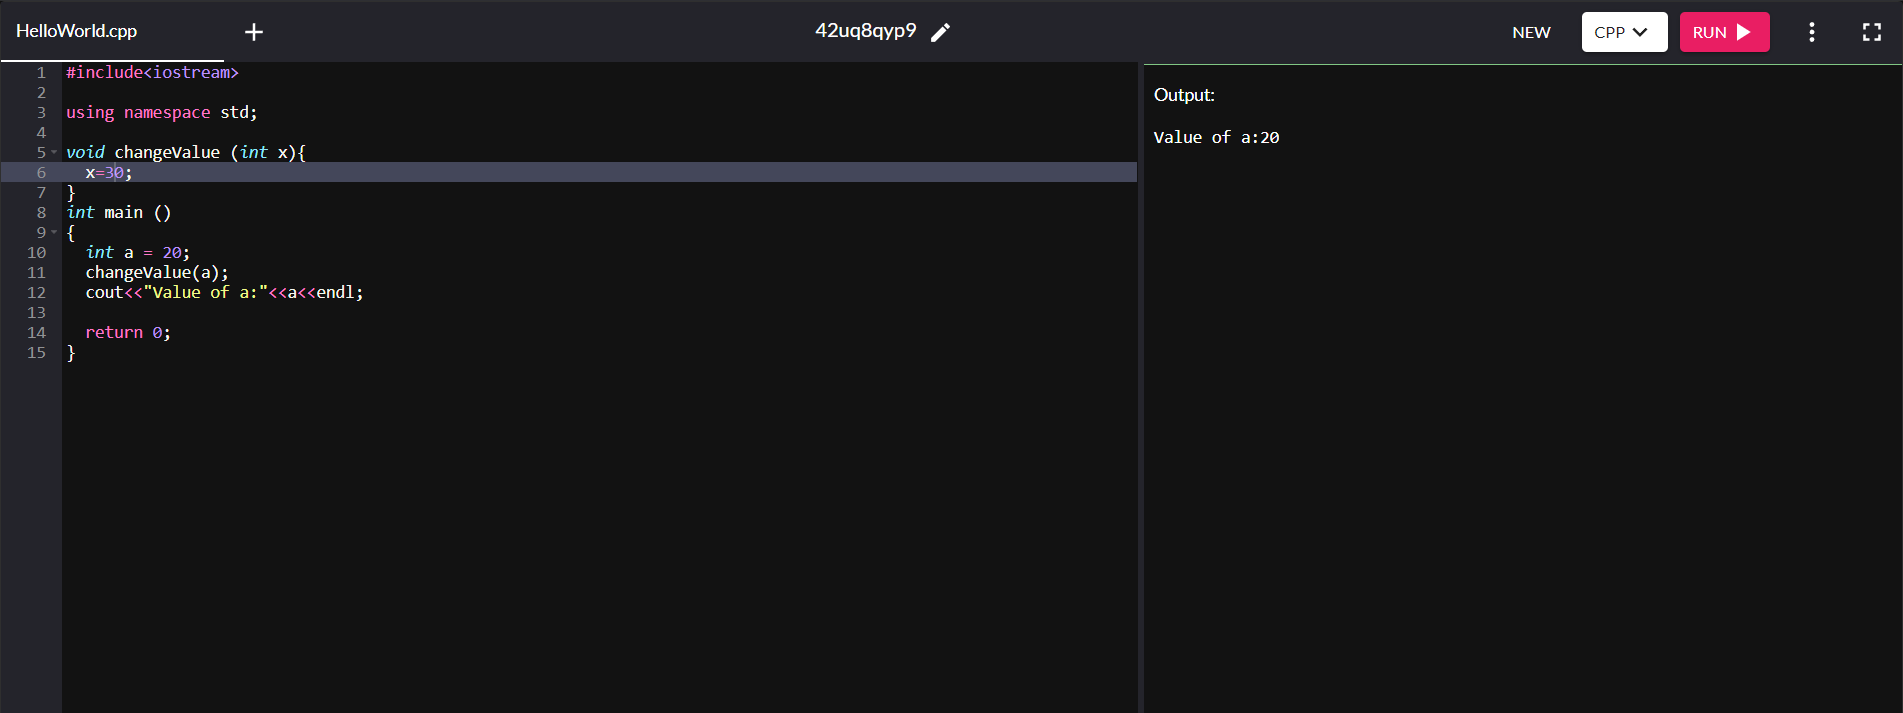 HelloWorld.cpp + 42uq8qyp9 NEW CPP RUN
1 #include<iostream>
2
3 using namespace std;
4
5 void changeValue (int x){
6   x=30;
7 }
8 int main ()
9 {
10   int a = 20;
11   changeValue(a);
12   cout<<"Value of a:"<<a<<endl;
13
14   return 0;
15 }
Output:
Value of a:20